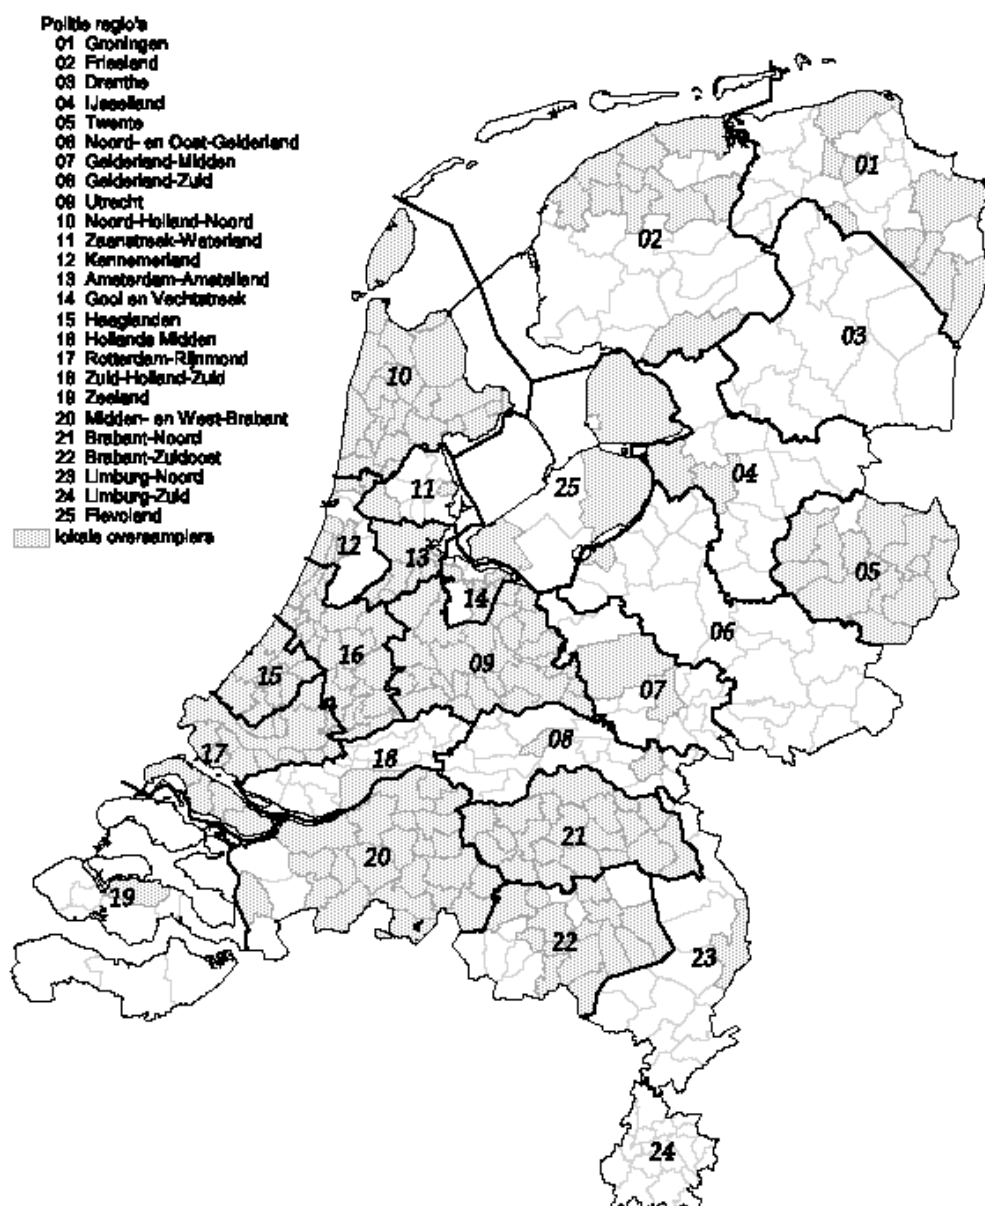 Politie regio's
01 Groningen
02 Friesland
03 Drenthe
04 IJsselland
05 Twente
06 Noord- en Oost-Gelderland
07 Gelderland-Midden
08 Gelderland-Zuid
09 Utrecht
10 Noord-Holland-Noord
11 Zaanstreek-Waterland
12 Kennemerland
13 Amsterdam-Amstelland
14 Gooi en Vechtstreek
15 Haaglanden
16 Hollands Midden
17 Rotterdam-Rijnmond
18 Zuid-Holland-Zuid
19 Zeeland
20 Midden- en West-Brabant
21 Brabant-Noord
22 Brabant-Zuidoost
23 Limburg-Noord
24 Limburg-Zuid
25 Flevoland
lokale oversamplers
01
02
03
10
04
11
25
12
13
05
14
06
16
09
15
07
08
17
18
21
20
19
22
23
24